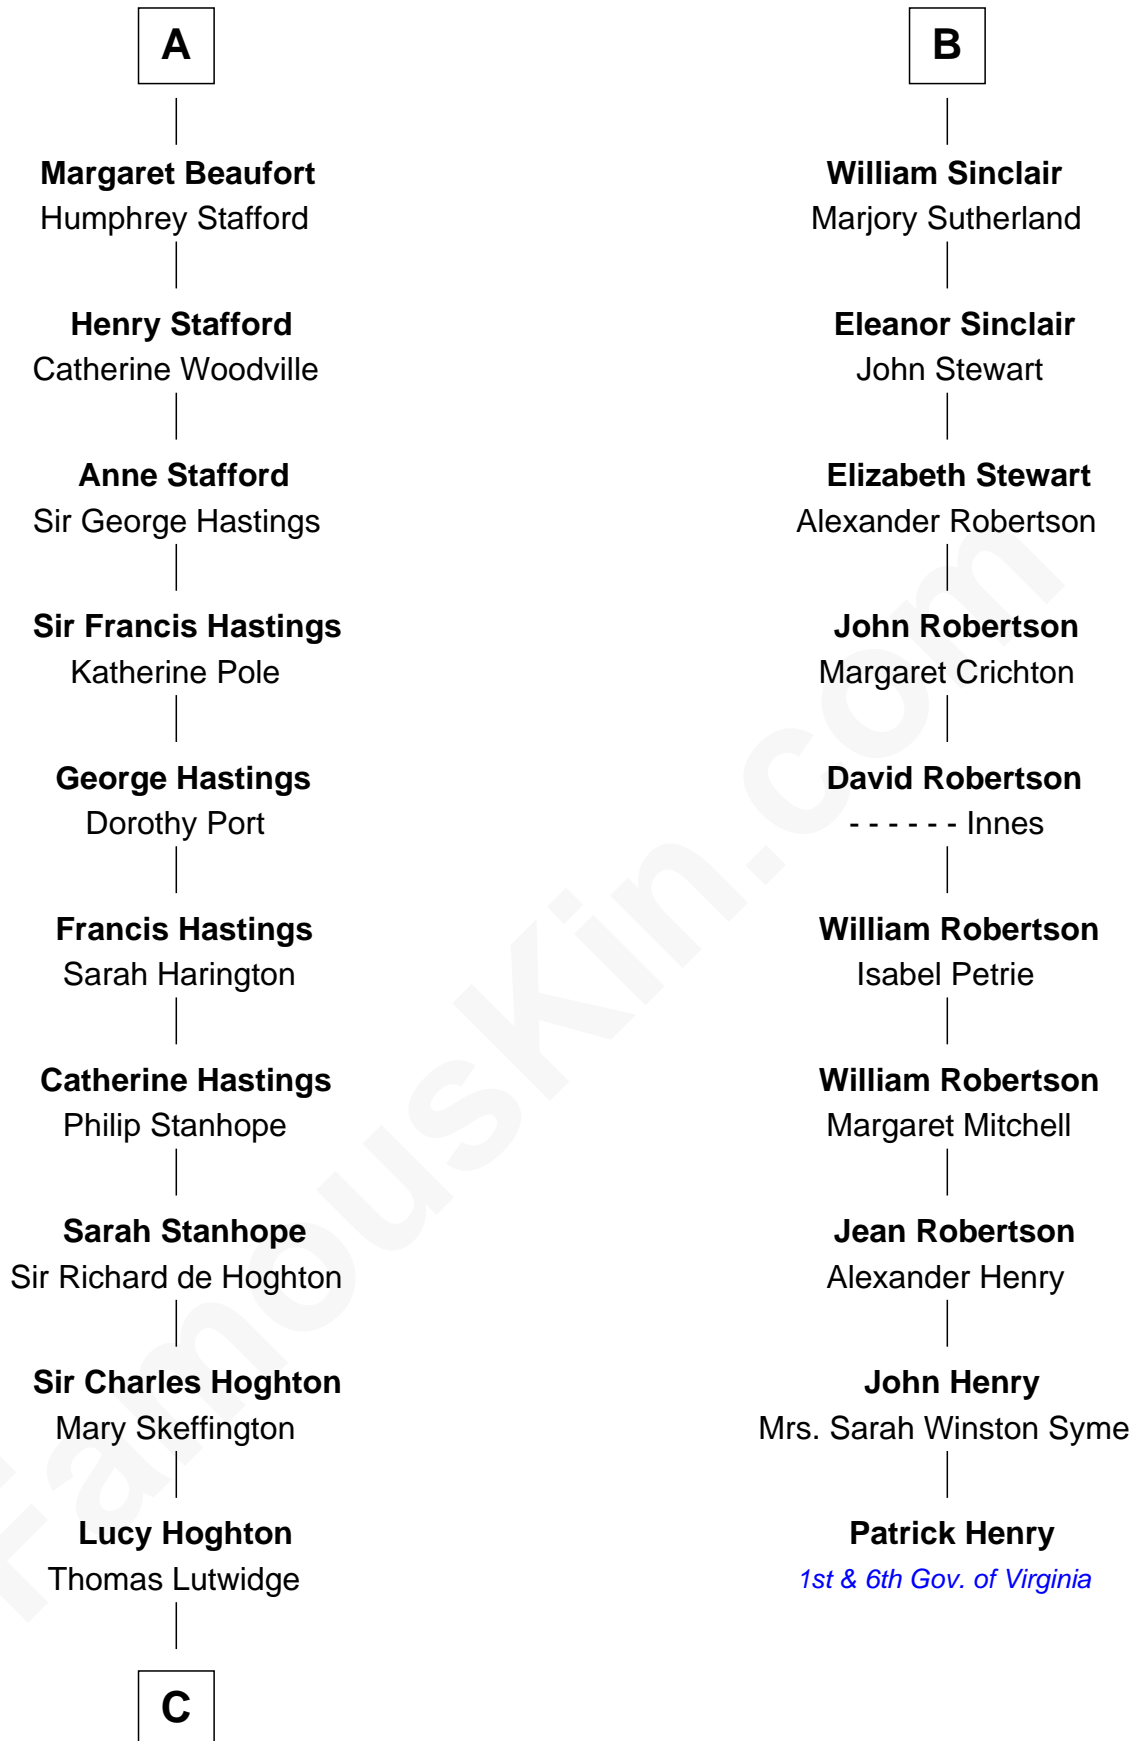 A
Margaret Beaufort
Humphrey Stafford
Henry Stafford
Catherine Woodville
Anne Stafford
Sir George Hastings
Sir Francis Hastings
Katherine Pole
George Hastings
Dorothy Port
Francis Hastings
Sarah Harington
Catherine Hastings
Philip Stanhope
Sarah Stanhope
Sir Richard de Hoghton
Sir Charles Hoghton
Mary Skeffington
Lucy Hoghton
Thomas Lutwidge
C
B
William Sinclair
Marjory Sutherland
Eleanor Sinclair
John Stewart
Elizabeth Stewart
Alexander Robertson
John Robertson
Margaret Crichton
David Robertson
- - - - - - Innes
William Robertson
Isabel Petrie
William Robertson
Margaret Mitchell
Jean Robertson
Alexander Henry
John Henry
Mrs. Sarah Winston Syme
Patrick Henry
1st & 6th Gov. of Virginia
FamousKin.com